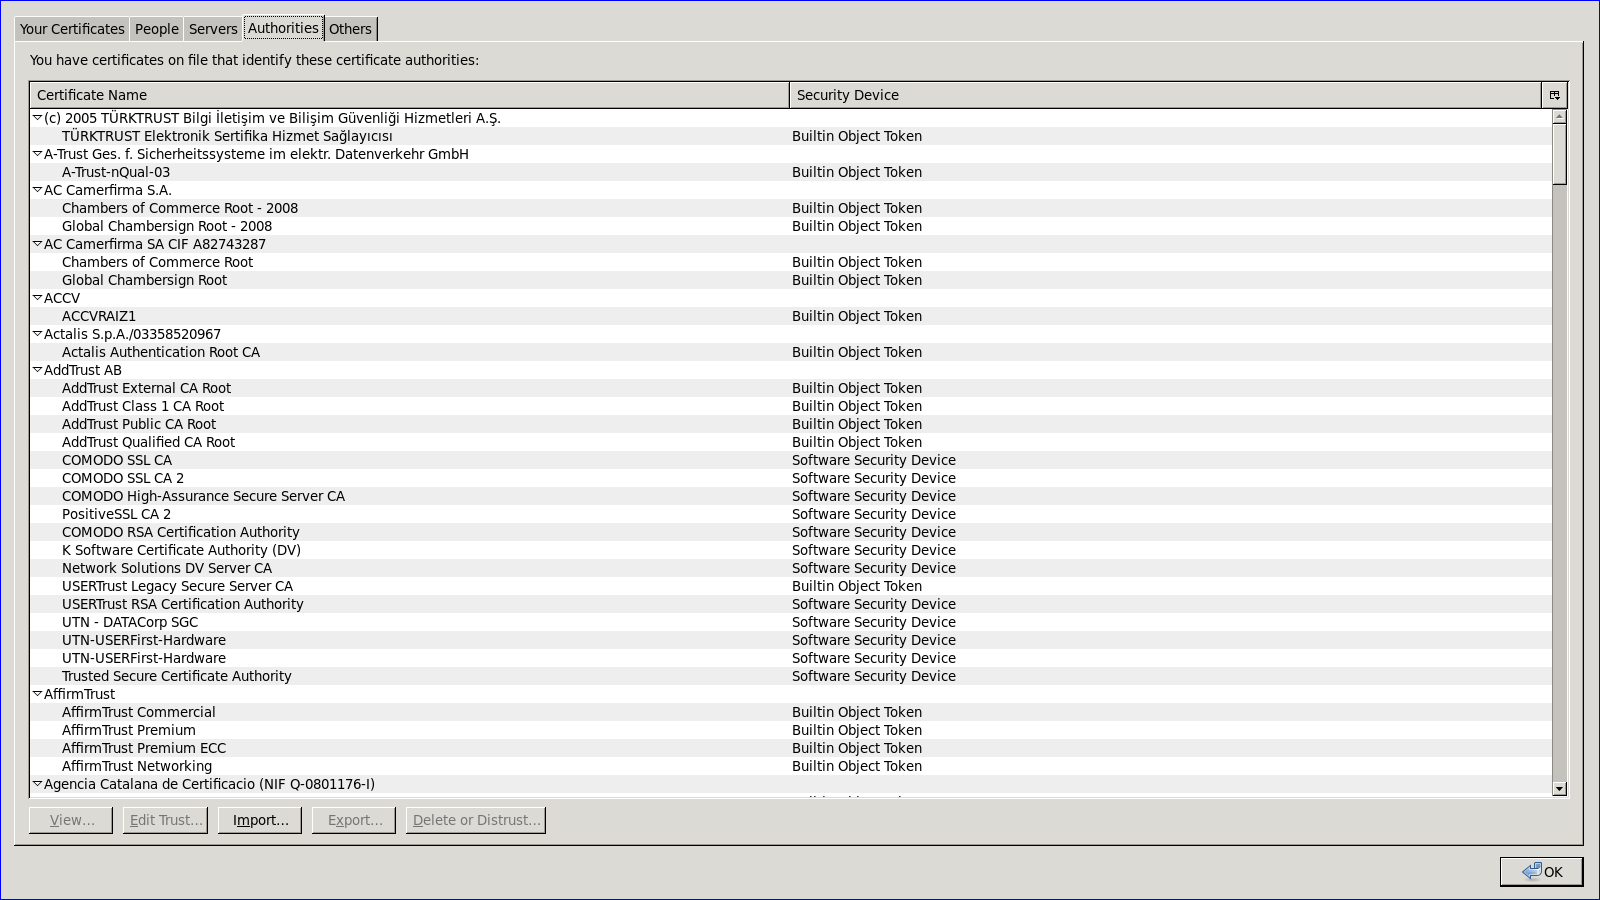 Your Certificates People Servers Authorities Others
You have certificates on file that identify these certificate authorities:
Certificate Name Security Device
(c) 2005 TÜRKTRUST Bilgi İletişim ve Bilişim Güvenliği Hizmetleri A.Ş.
TÜRKTRUST Elektronik Sertifika Hizmet Sağlayıcısı Builtin Object Token
A-Trust Ges. f. Sicherheitssysteme im elektr. Datenverkehr GmbH
A-Trust-nQual-03 Builtin Object Token
AC Camerfirma S.A.
Chambers of Commerce Root - 2008 Builtin Object Token
Global Chambersign Root - 2008 Builtin Object Token
AC Camerfirma SA CIF A82743287
Chambers of Commerce Root Builtin Object Token
Global Chambersign Root Builtin Object Token
ACCV
ACCVRAIZ1 Builtin Object Token
Actalis S.p.A./03358520967
Actalis Authentication Root CA Builtin Object Token
AddTrust AB
AddTrust External CA Root Builtin Object Token
AddTrust Class 1 CA Root Builtin Object Token
AddTrust Public CA Root Builtin Object Token
AddTrust Qualified CA Root Builtin Object Token
COMODO SSL CA Software Security Device
COMODO SSL CA 2 Software Security Device
COMODO High-Assurance Secure Server CA Software Security Device
PositiveSSL CA 2 Software Security Device
COMODO RSA Certification Authority Software Security Device
K Software Certificate Authority (DV) Software Security Device
Network Solutions DV Server CA Software Security Device
USERTrust Legacy Secure Server CA Builtin Object Token
USERTrust RSA Certification Authority Software Security Device
UTN - DATACorp SGC Software Security Device
UTN-USERFirst-Hardware Software Security Device
UTN-USERFirst-Hardware Software Security Device
Trusted Secure Certificate Authority Software Security Device
AffirmTrust
AffirmTrust Commercial Builtin Object Token
AffirmTrust Premium Builtin Object Token
AffirmTrust Premium ECC Builtin Object Token
AffirmTrust Networking Builtin Object Token
Agencia Catalana de Certificacio (NIF Q-0801176-I)
View... Edit Trust... Import... Export... Delete or Distrust...
OK